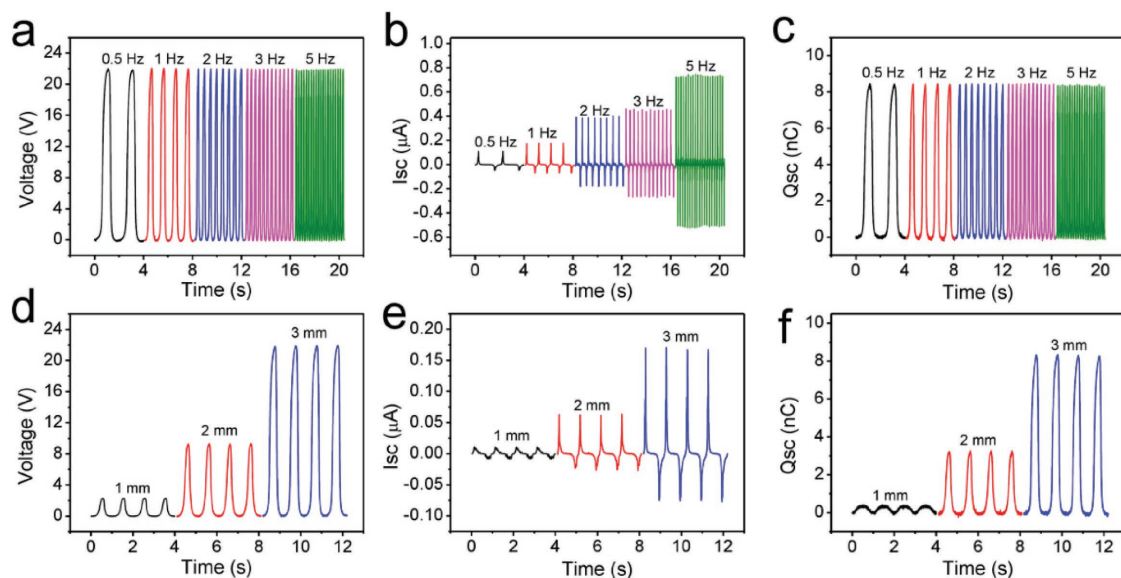 a
Voltage (V)
24
20
16
12
8
4
0
0.5 Hz 1 Hz 2 Hz 3 Hz 5 Hz
0 4 8 12 16 20
Time (s)
b
Isc (μA)
1.0
0.8
0.6
0.4
0.2
0.0
-0.2
-0.4
-0.6
0.5 Hz 1 Hz 2 Hz 3 Hz 5 Hz
0 4 8 12 16 20
Time (s)
c
Qsc (nC)
10
8
6
4
2
0
0.5 Hz 1 Hz 2 Hz 3 Hz 5 Hz
0 4 8 12 16 20
Time (s)
d
Voltage (V)
24
20
16
12
8
4
0
1 mm 2 mm 3 mm
0 2 4 6 8 10 12
Time (s)
e
Isc (μA)
0.20
0.15
0.10
0.05
0.00
-0.05
-0.10
1 mm 2 mm 3 mm
0 2 4 6 8 10 12
Time (s)
f
Qsc (nC)
10
8
6
4
2
0
1 mm 2 mm 3 mm
0 2 4 6 8 10 12
Time (s)